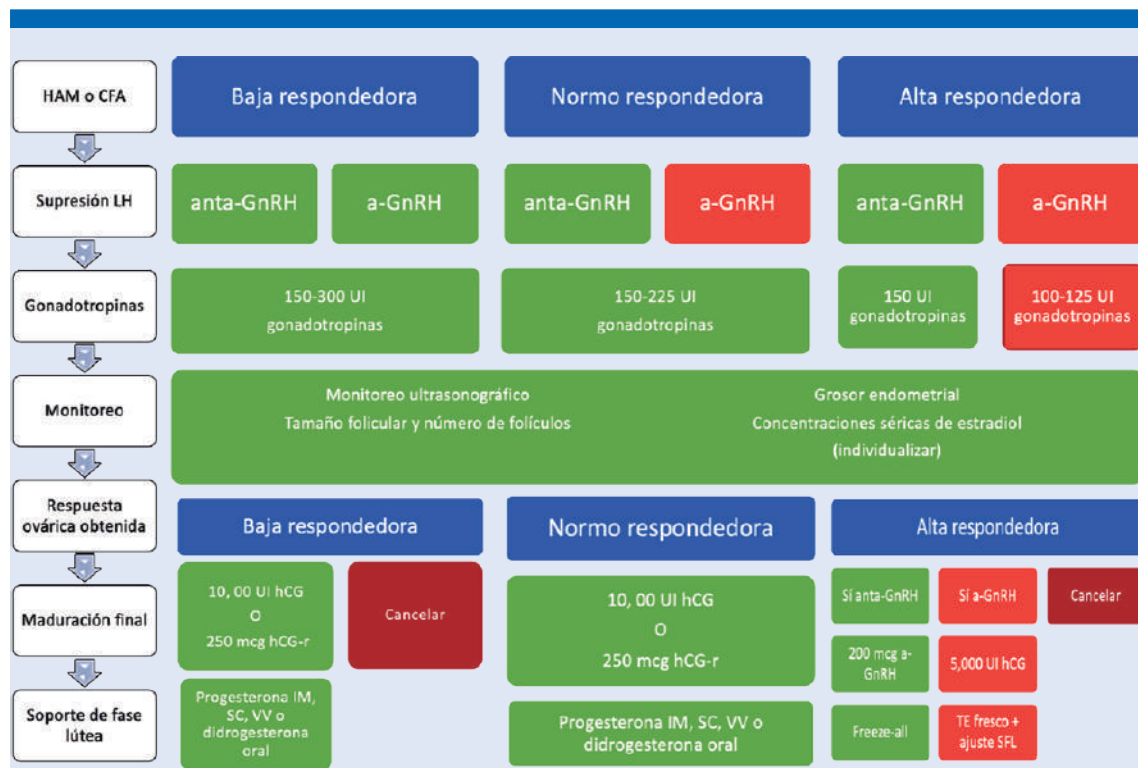 HAM o CFA
Baja respondedora
Normo respondedora
Alta respondedora
Supresión LH
anta-GnRH
a-GnRH
anta-GnRH
a-GnRH
anta-GnRH
a-GnRH
Gonadotropinas
150-300 UI
gonadotropinas
150-225 UI
gonadotropinas
150 UI
gonadotropinas
100-125 UI
gonadotropinas
Monitoreo
Monitoreo ultrasonográfico
Tamaño folicular y número de folículos
Grosor endometrial
Concentraciones séricas de estradiol
(individualizar)
Respuesta
ovárica obtenida
Baja respondedora
Normo respondedora
Alta respondedora
Maduración final
10, 00 UI hCG
O
250 mcg hCG-r
Cancelar
10, 00 UI hCG
O
250 mcg hCG-r
Sí anta-GnRH
Sí a-GnRH
Cancelar
200 mcg a-
GnRH
5,000 UI hCG
Soporte de fase
lútea
Progesterona IM,
SC, VV o
didrogesterona
oral
Progesterona IM, SC, VV o
didrogesterona oral
Freeze-all
TE fresco +
ajuste SFL